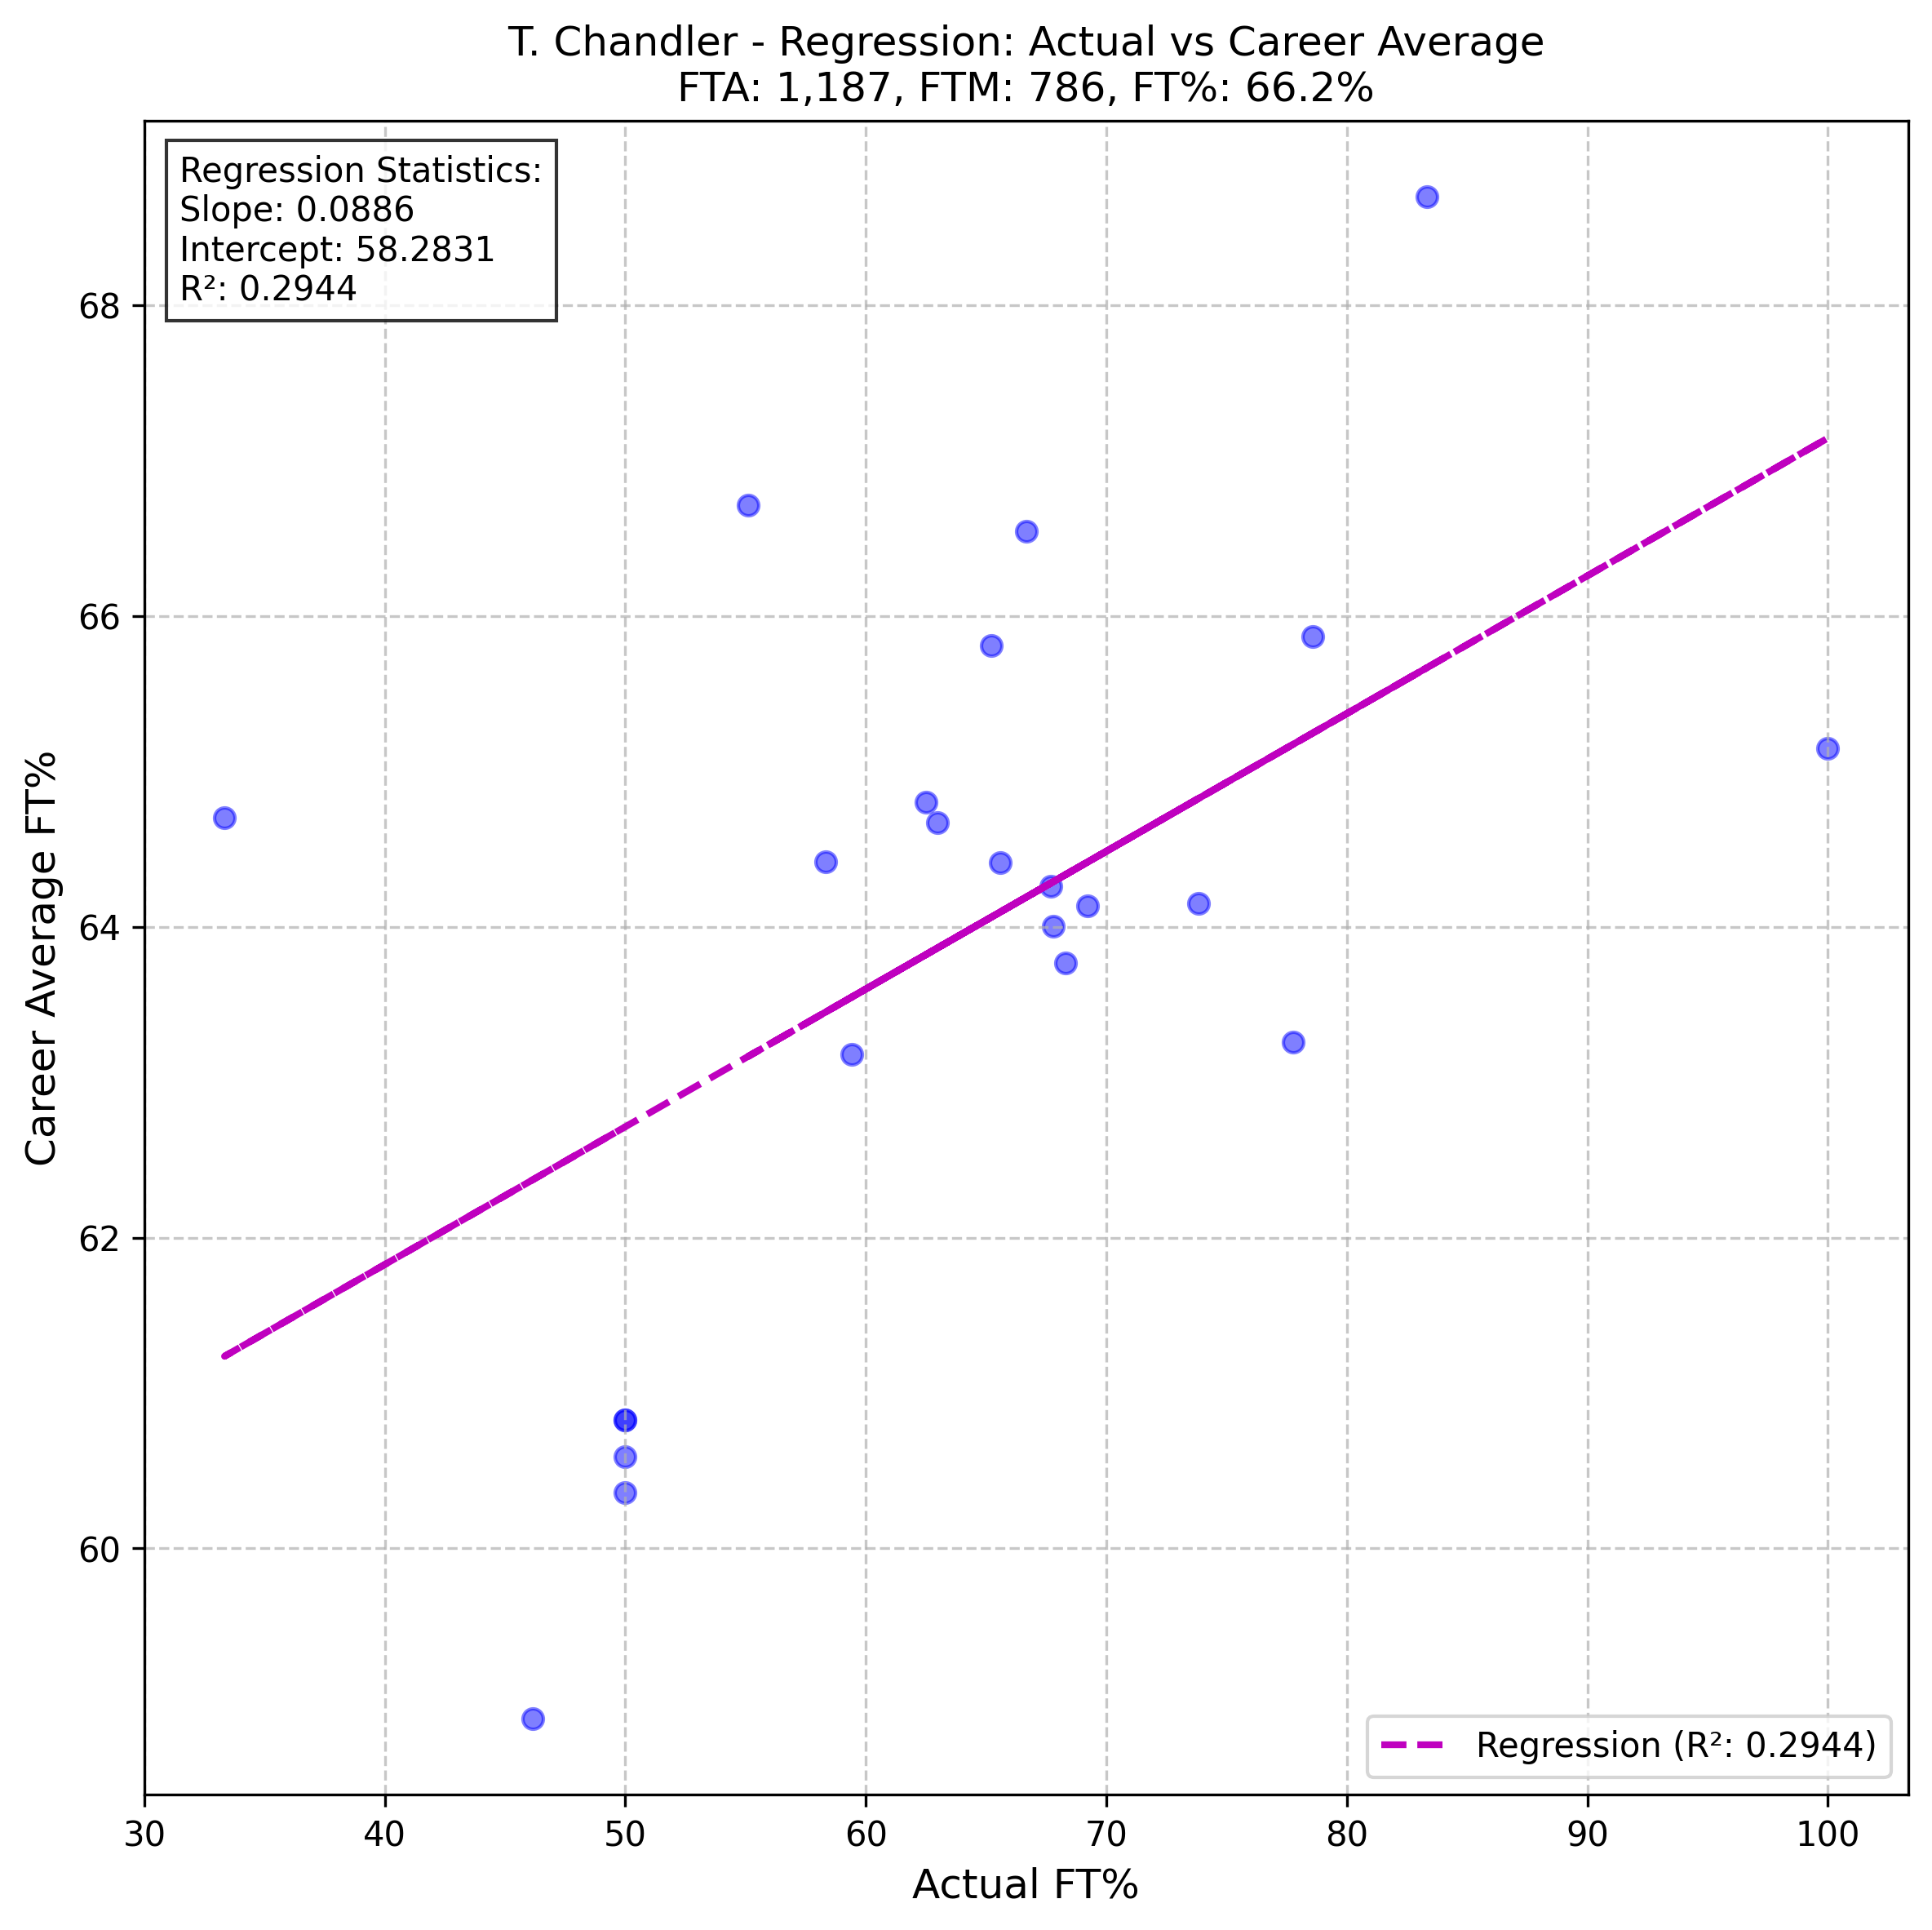 T. Chandler - Regression: Actual vs Career Average
FTA: 1,187, FTM: 786, FT%: 66.2%
Regression Statistics:
Slope: 0.0886
Intercept: 58.2831
R²: 0.2944
68
66
64
62
60
Career Average FT%
Regression (R²: 0.2944)
30 40 50 60 70 80 90 100
Actual FT%